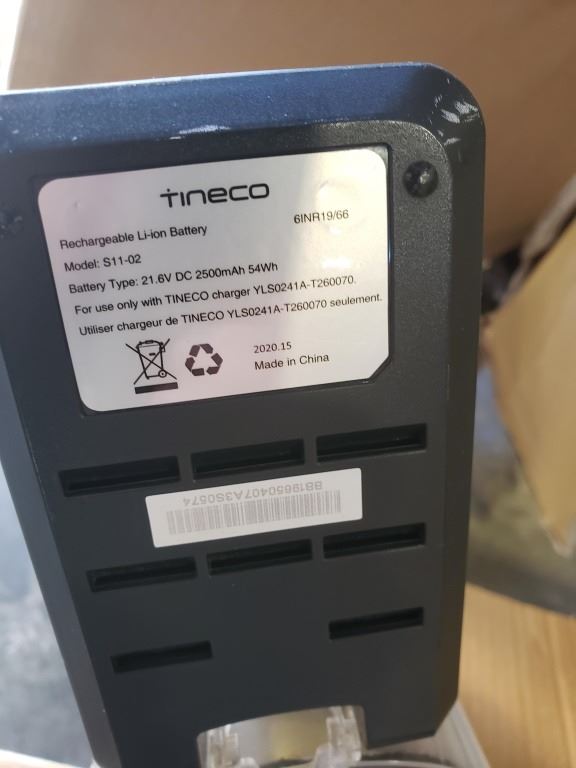 TINECO
6INR19/66
Rechargeable Li-ion Battery
Model: S11-02
Battery Type: 21.6V DC 2500mAh 54Wh
For use only with TINECO charger YLS0241A-T260070.
Utiliser chargeur de TINECO YLS0241A-T260070 seulement.
2020.15
Made in China
BB19650407A3S0574